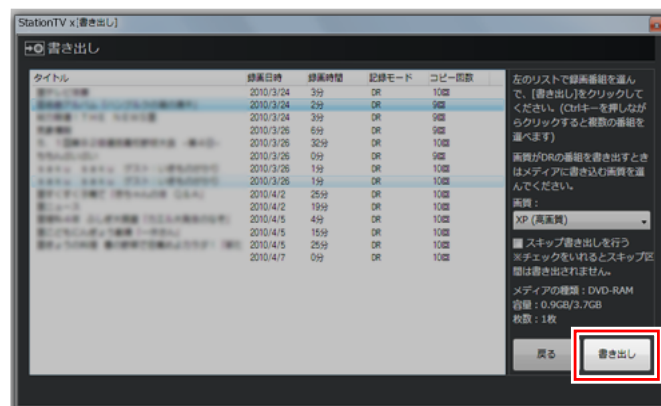 StationTV x[書き出し]
書き出し
タイトル 録画日時 録画時間 記録モード コピー回数
2010/3/24 3分 DR 10回
2010/3/24 2分 DR 9回
2010/3/24 3分 DR 10回
2010/3/26 6分 DR 9回
2010/3/26 32分 DR 10回
2010/3/26 0分 DR 9回
2010/3/26 1分 DR 10回
2010/3/26 1分 DR 10回
2010/4/2 25分 DR 10回
2010/4/2 19分 DR 10回
2010/4/5 4分 DR 10回
2010/4/5 15分 DR 10回
2010/4/5 25分 DR 10回
2010/4/7 0分 DR 10回
左のリストで録画番組を選ん
で、[書き出し]をクリックして
ください。(Ctrlキーを押しなが
らクリックすると複数の番組を
選べます)
画質がDRの番組を書き出すとき
はメディアに書き込む画質を選
んでください。
画質:
XP (高画質)
スキップ書き出しを行う
※チェックをいれるとスキップ区
間は書き出されません。
メディアの種類:DVD-RAM
容量:0.9GB/3.7GB
枚数:1枚
戻る 書き出し